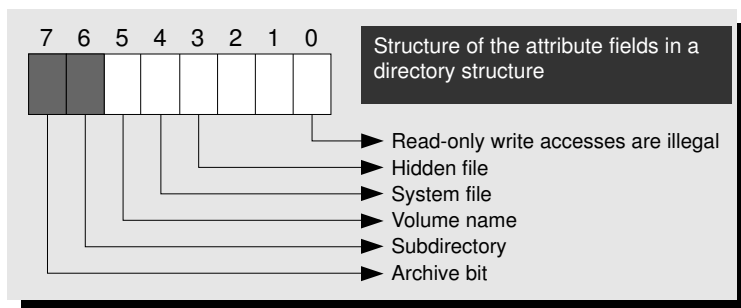 7 6 5 4 3 2 1 0
Structure of the attribute fields in a
directory structure
Read-only write accesses are illegal
Hidden file
System file
Volume name
Subdirectory
Archive bit